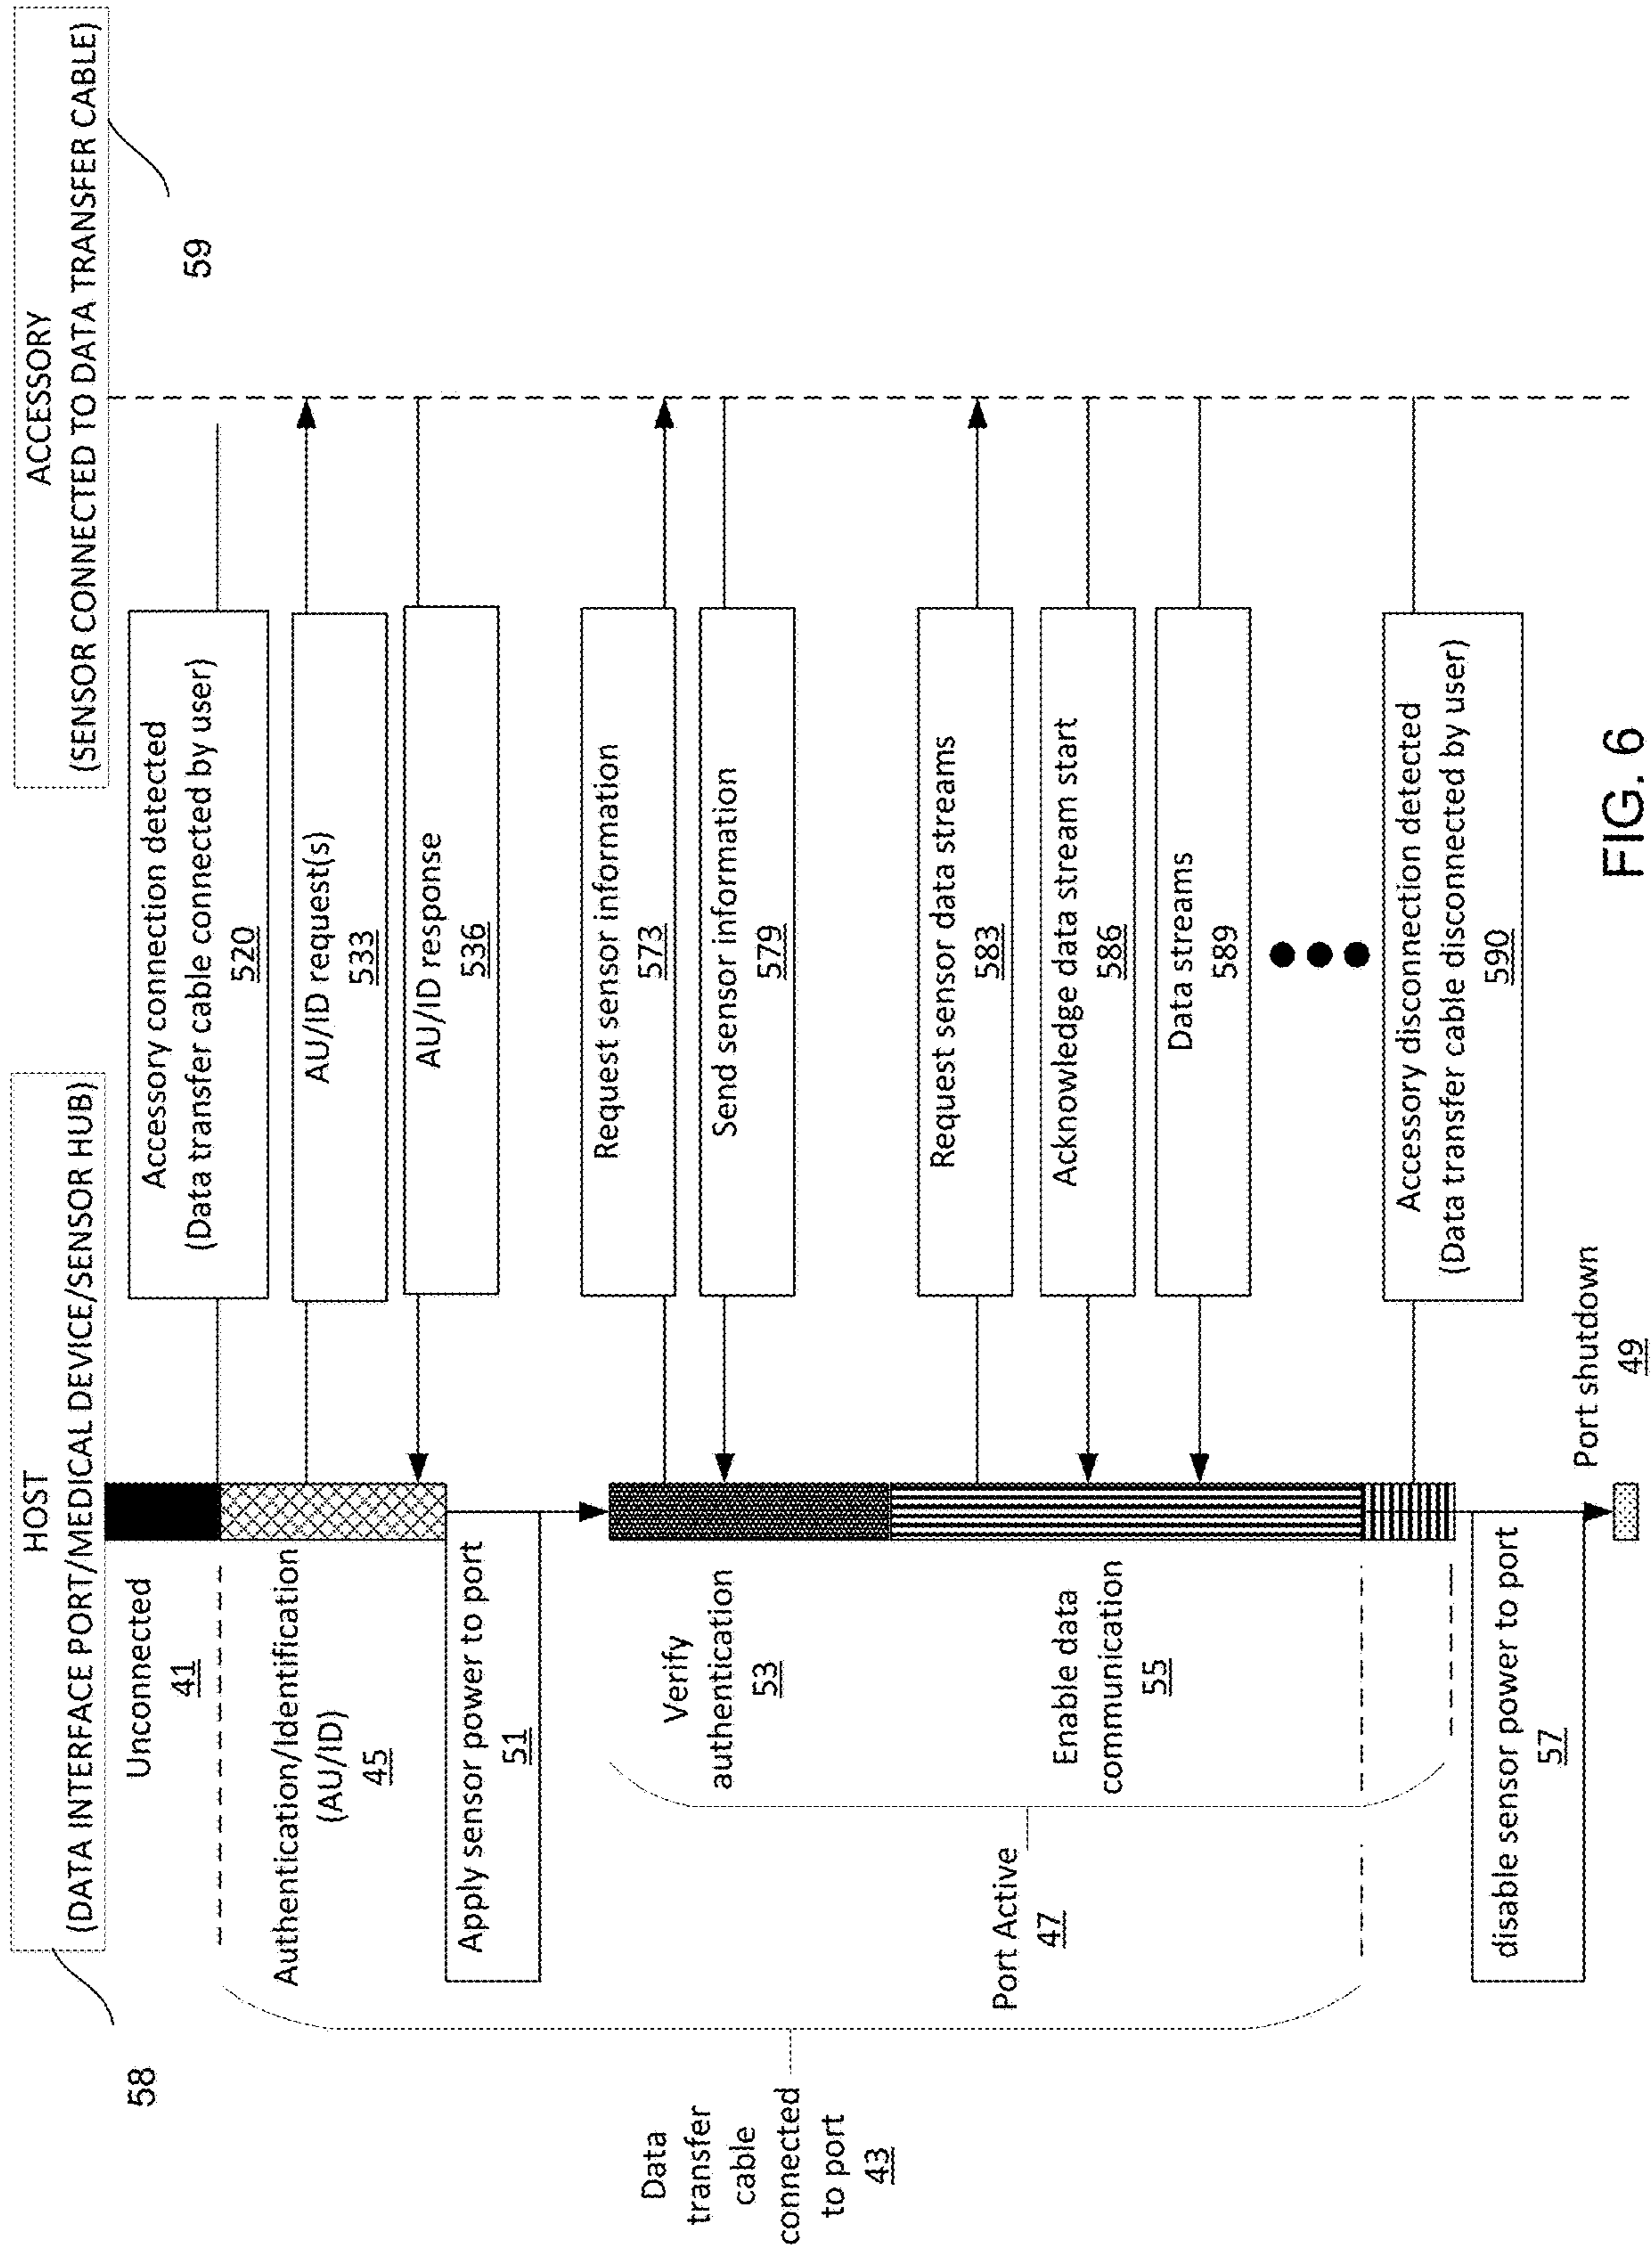 HOST
(DATA INTERFACE PORT/MEDICAL DEVICE/SENSOR HUB)
58
ACCESSORY
(SENSOR CONNECTED TO DATA TRANSFER CABLE)
59
Unconnected
41
Accessory connection detected
(Data transfer cable connected by user)
520
Authentication/Identification
(AU/ID)
45
AU/ID request(s)
533
AU/ID response
536
Apply sensor power to port
51
Request sensor information
573
Send sensor information
579
Verify
authentication
53
Data
transfer
cable
connected
to port
43
Request sensor data streams
583
Acknowledge data stream start
586
Data streams
589
Enable data
communication
55
Port Active
47
Accessory disconnection detected
(Data transfer cable disconnected by user)
590
disable sensor power to port
57
Port shutdown
49
FIG. 6